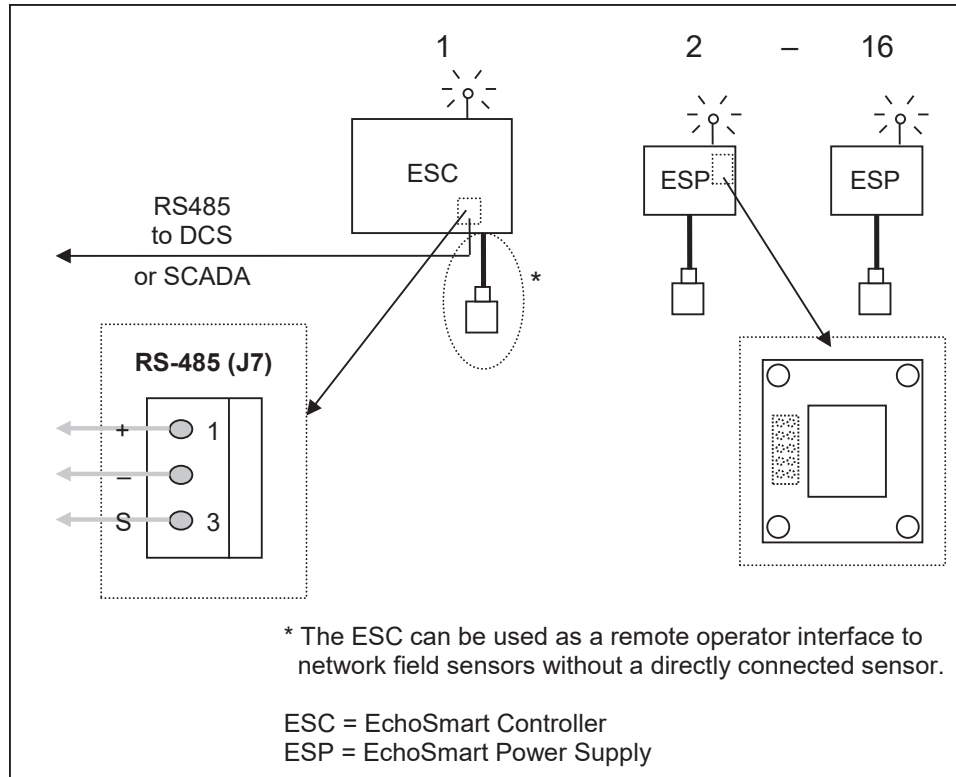 1
2 – 16
ESC
ESP
ESP
RS485
to DCS
or SCADA
*
RS-485 (J7)
+ 1
–
S 3
* The ESC can be used as a remote operator interface to
network field sensors without a directly connected sensor.
ESC = EchoSmart Controller
ESP = EchoSmart Power Supply